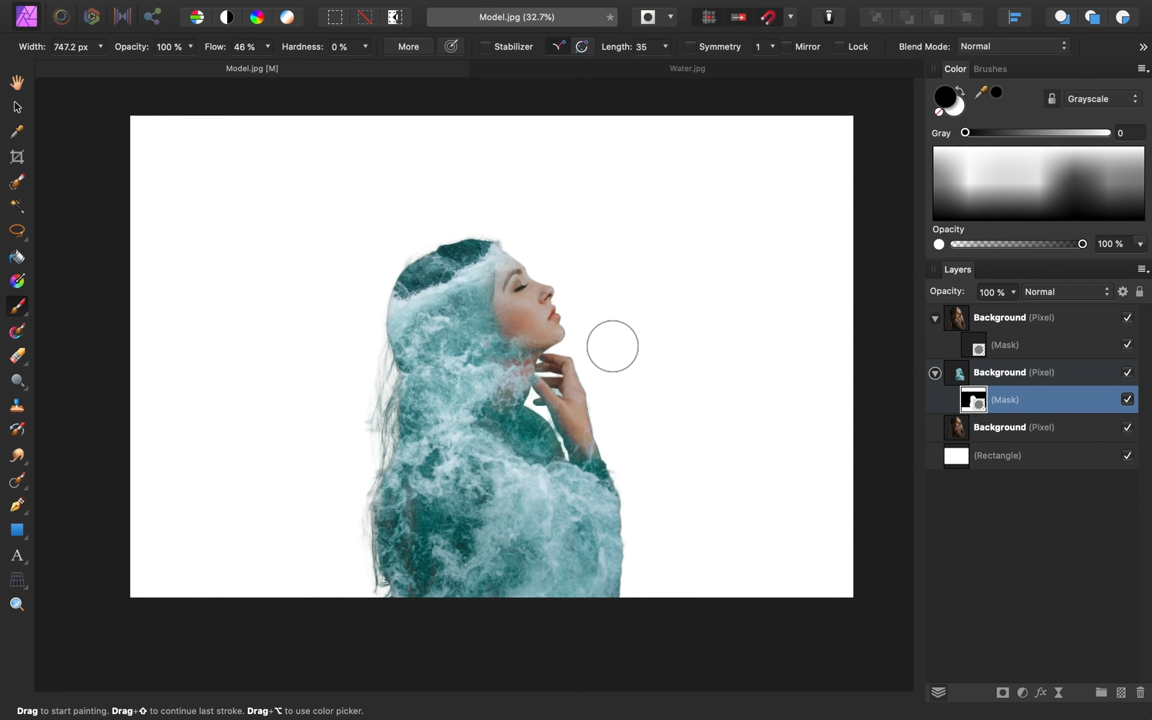 Model.jpg (32.7%)
Width: 747.2 px Opacity: 100 % Flow: 46 % Hardness: 0 % More Stabilizer Length: 35 Symmetry 1 Mirror Lock Blend Mode: Normal
Model.jpg [M] Water.jpg
Color Brushes
Grayscale
Gray 0
Opacity
100 %
Layers
Opacity: 100 % Normal
Background (Pixel)
(Mask)
Background (Pixel)
(Mask)
Background (Pixel)
(Rectangle)
A
fx
Drag to start painting. Drag+⇧ to continue last stroke. Drag+⌥ to use color picker.